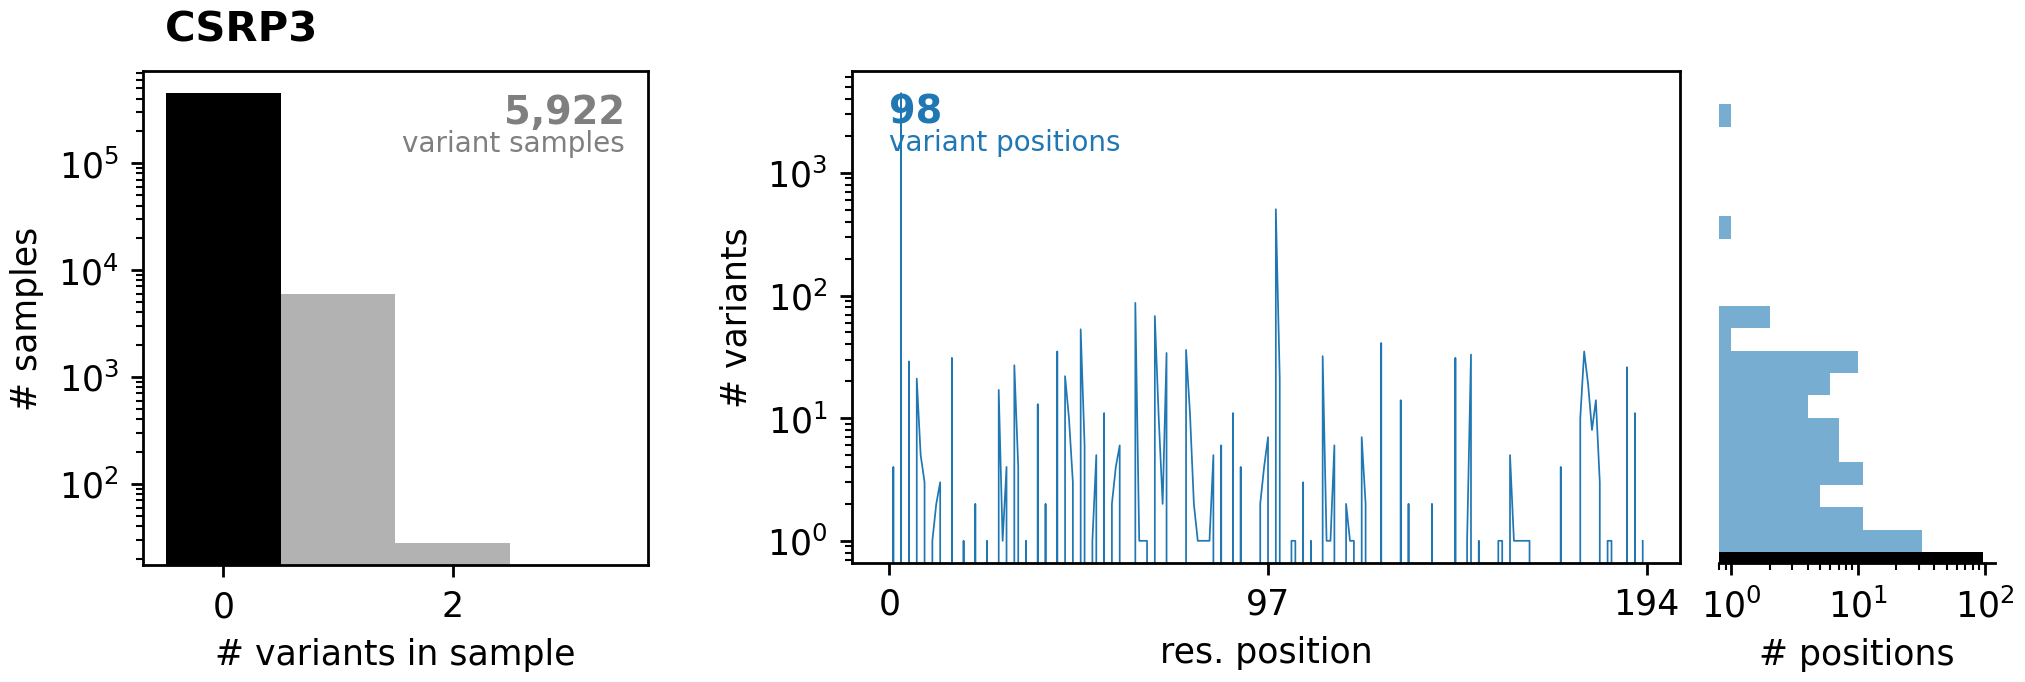 CSRP3
# samples
10^5
10^4
10^3
10^2
5,922
variant samples
0 2
# variants in sample
# variants
10^3
10^2
10^1
10^0
98
variant positions
0 97 194
res. position
10^0 10^1 10^2
# positions